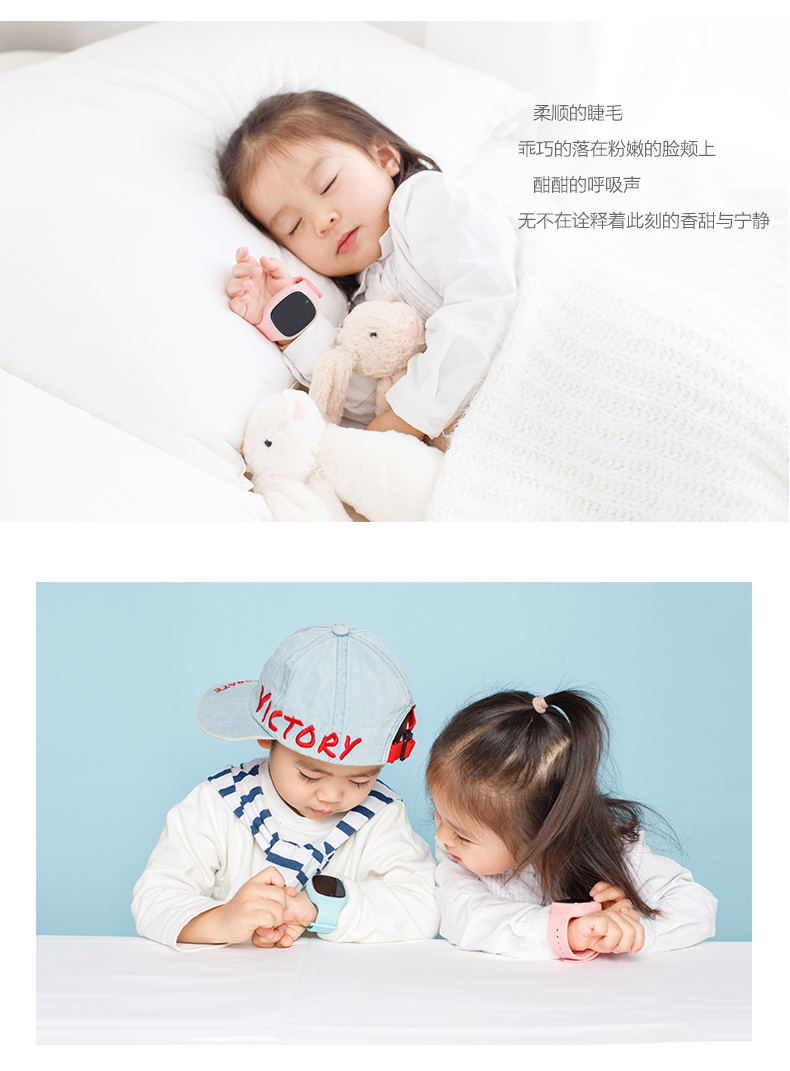 柔顺的睫毛
乖巧的落在粉嫩的脸颊上
酣酣的呼吸声
无不在诠释着此刻的香甜与宁静
VICTORY